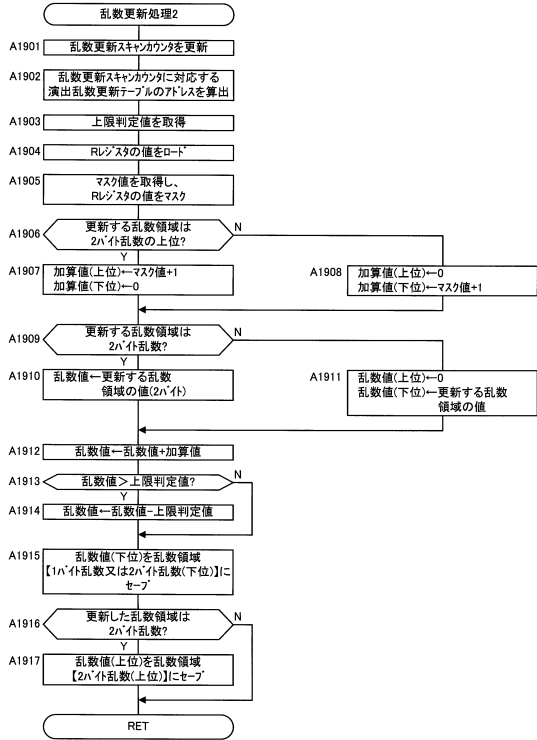 乱数更新処理2
A1901 乱数更新スキャンカウンタを更新
A1902 乱数更新スキャンカウンタに対応する
演出乱数更新テーブルのアドレスを算出
A1903 上限判定値を取得
A1904 Rレジスタの値をロード
A1905 マスク値を取得し、
Rレジスタの値をマスク
A1906 更新する乱数領域は
2バイト乱数の上位?
N
Y
A1907 加算値(上位)←マスク値+1
加算値(下位)←0
A1908 加算値(上位)←0
加算値(下位)←マスク値+1
A1909 更新する乱数領域は
2バイト乱数?
N
Y
A1910 乱数値←更新する乱数
領域の値(2バイト)
A1911 乱数値(上位)←0
乱数値(下位)←更新する乱数
領域の値
A1912 乱数値←乱数値+加算値
A1913 乱数値>上限判定値?
N
Y
A1914 乱数値←乱数値-上限判定値
A1915 乱数値(下位)を乱数領域
【1バイト乱数又は2バイト乱数(下位)】に
セーブ
A1916 更新した乱数領域は
2バイト乱数?
N
Y
A1917 乱数値(上位)を乱数領域
【2バイト乱数(上位)】にセーブ
RET